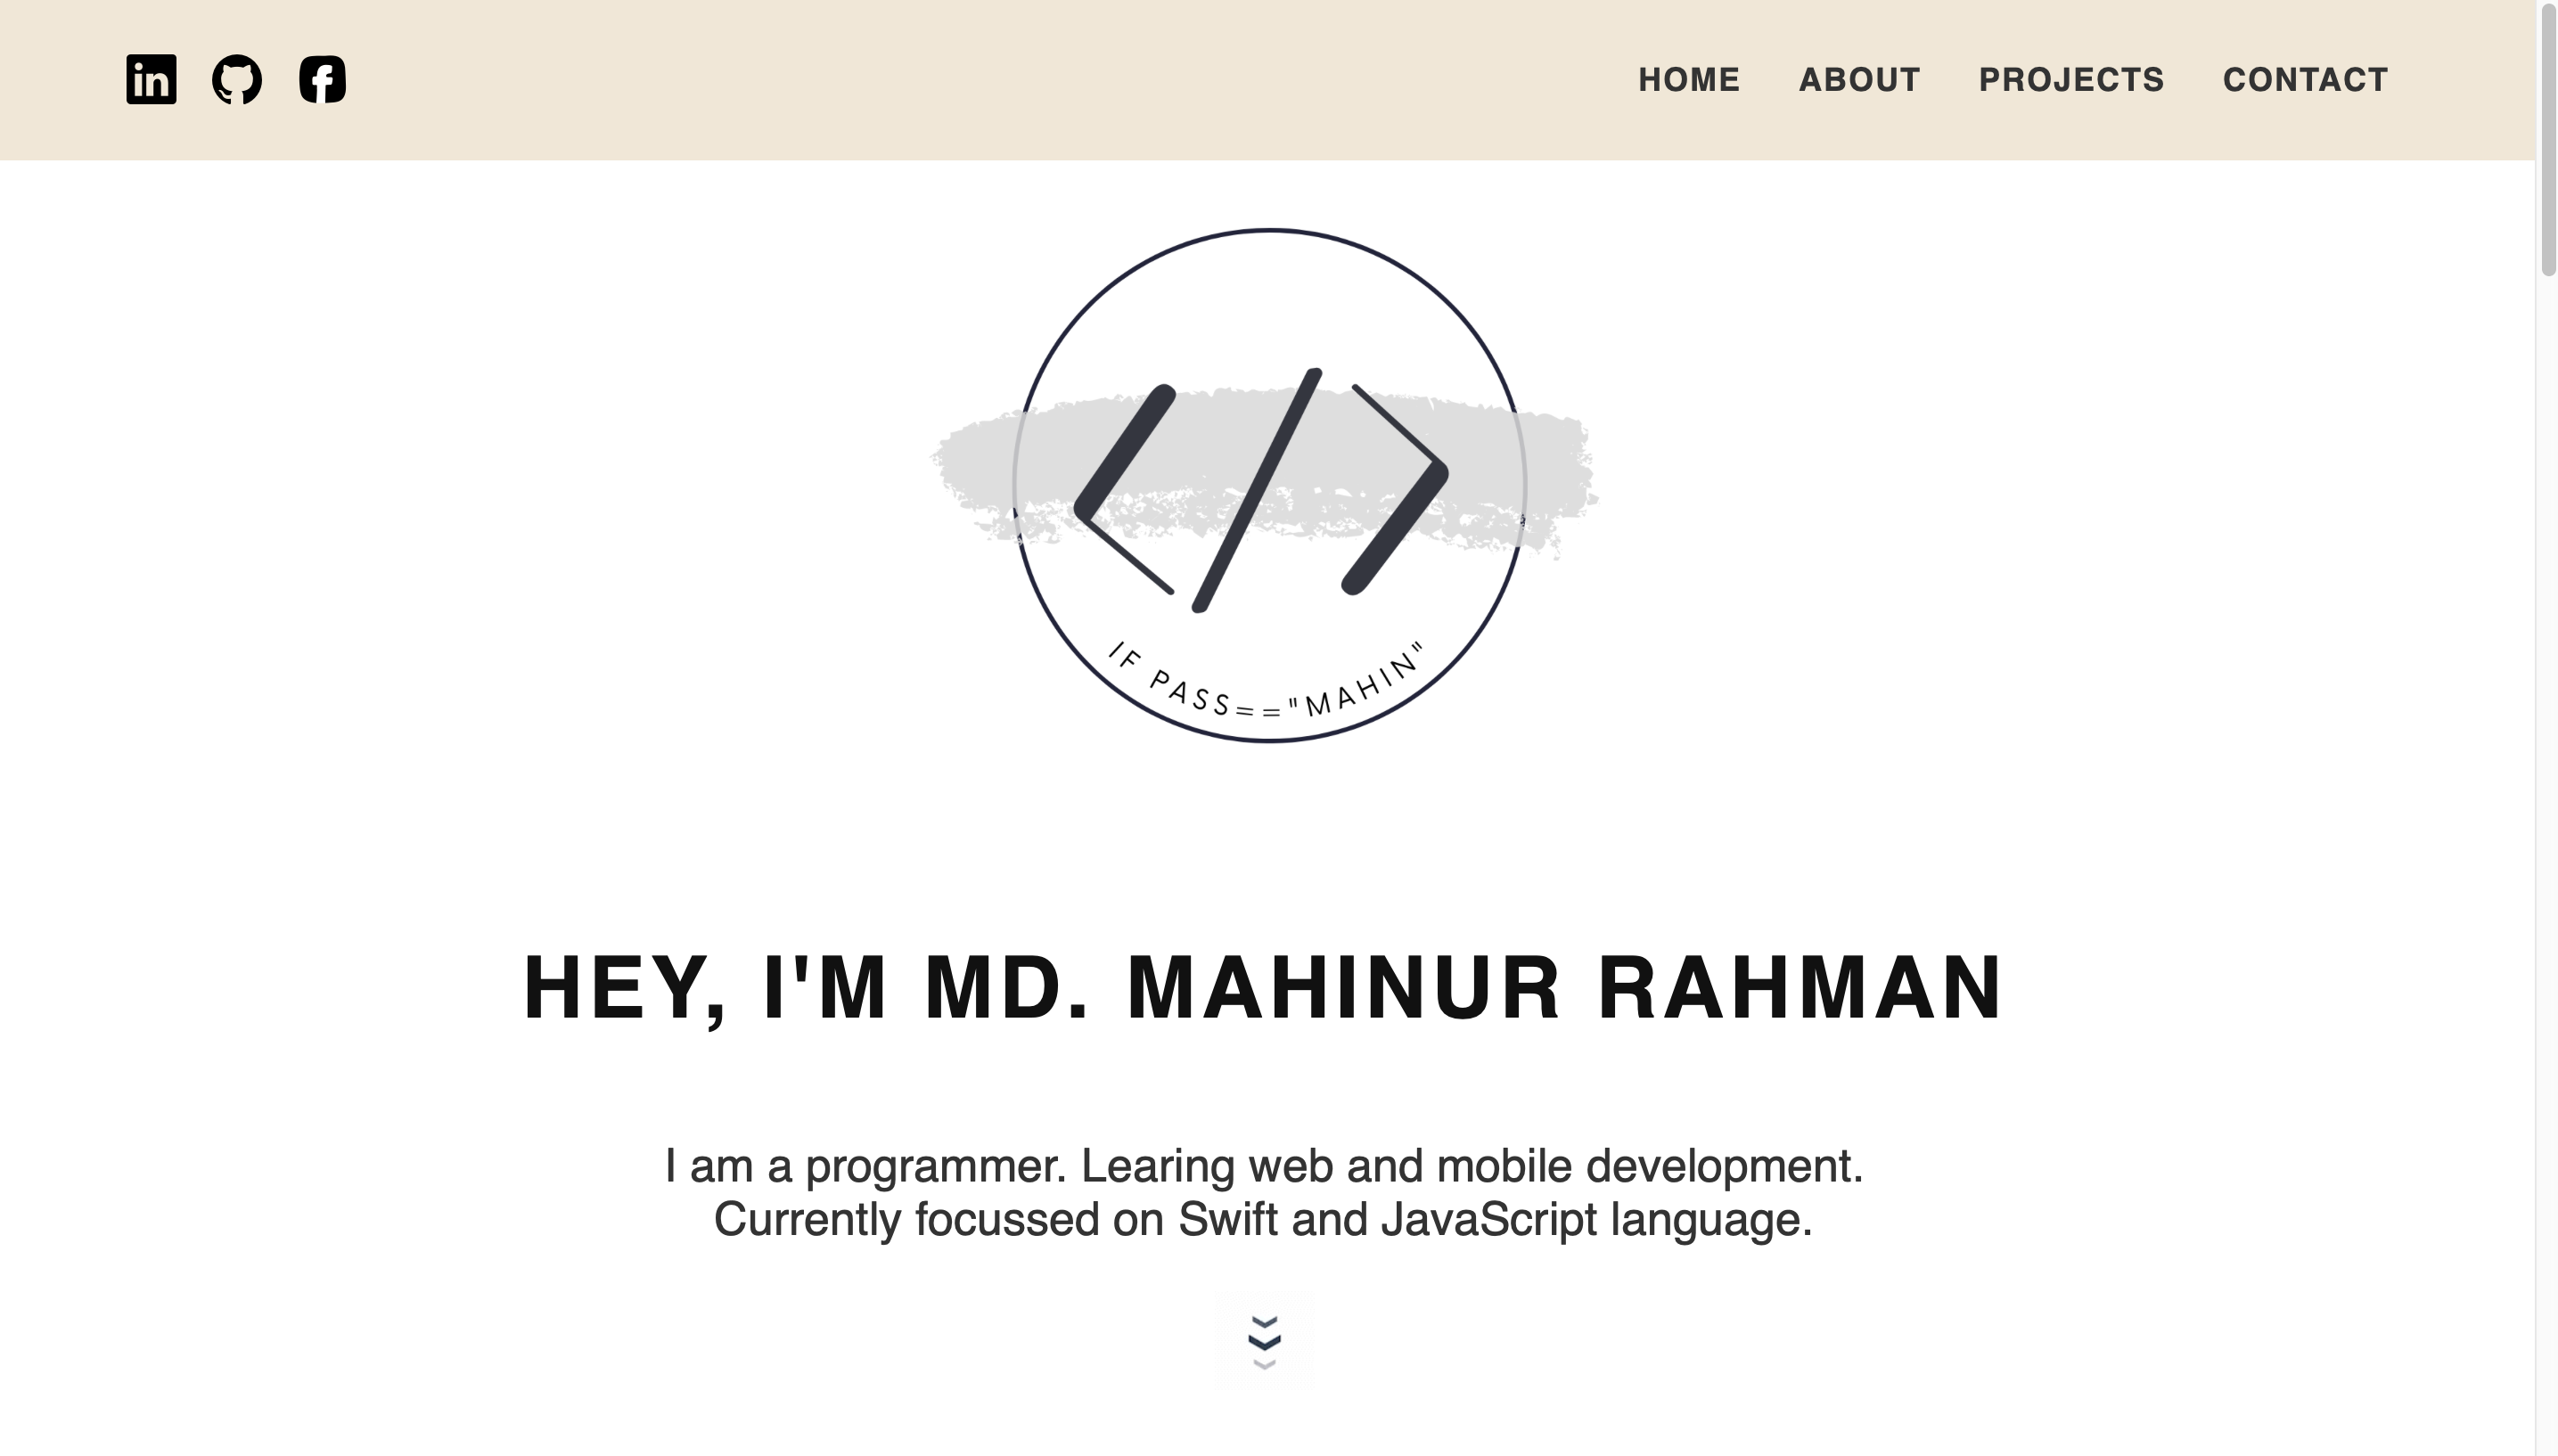 HOME ABOUT PROJECTS CONTACT
IF PASS=="MAHIN"
HEY, I'M MD. MAHINUR RAHMAN
I am a programmer. Learing web and mobile development.
Currently focussed on Swift and JavaScript language.